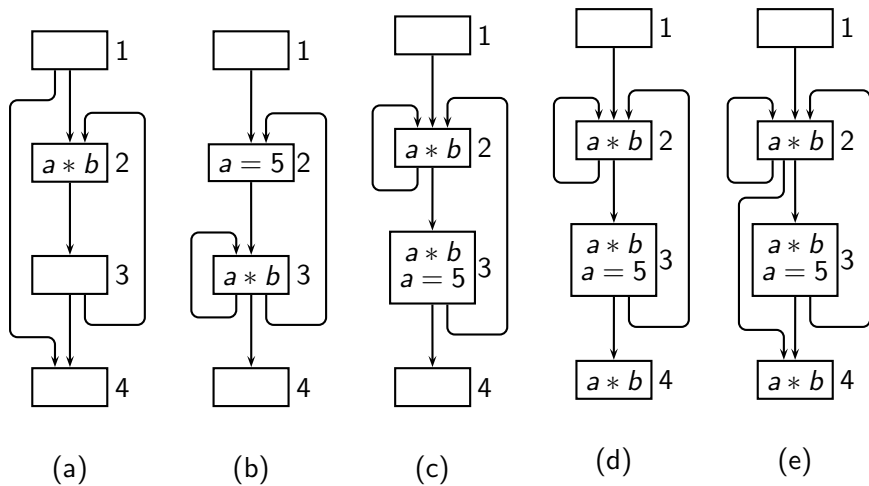 1
a ∗ b 2
3
4
(a)
1
a = 5 2
a ∗ b 3
4
(b)
1
a ∗ b 2
a ∗ b
a = 5 3
4
(c)
1
a ∗ b 2
a ∗ b
a = 5 3
a ∗ b 4
(d)
1
a ∗ b 2
a ∗ b
a = 5 3
a ∗ b 4
(e)